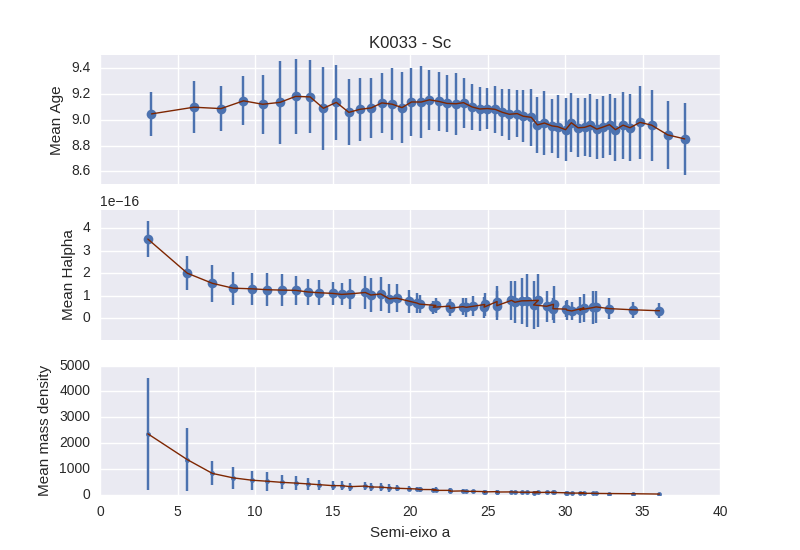 K0033 - Sc
9.4
9.2
9.0
8.8
8.6
Mean Age
1e−16
4
3
2
1
0
Mean Halpha
5000
4000
3000
2000
1000
0
Mean mass density
0 5 10 15 20 25 30 35 40
Semi-eixo a